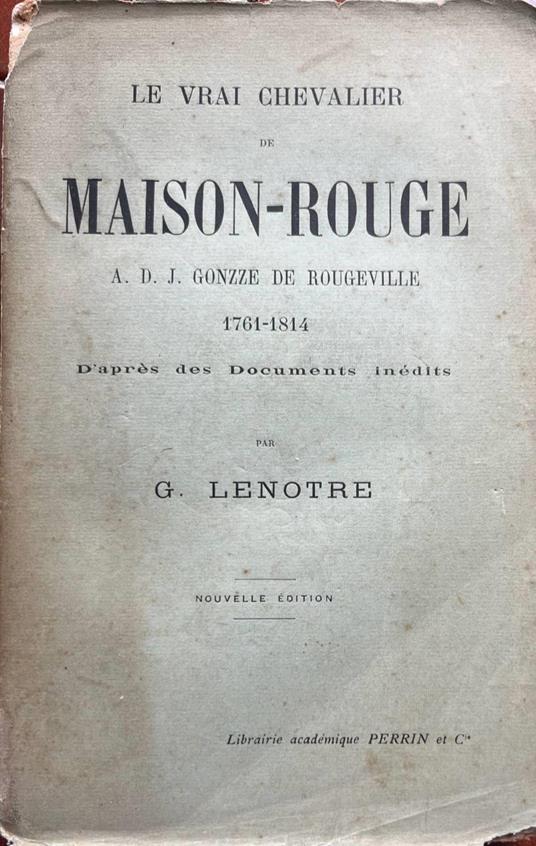 LE VRAI CHEVALIER
DE
MAISON-ROUGE
A. D. J. GONZZE DE ROUGEVILLE
1761-1814
D'après des Documents inédits
PAR
G. LENOTRE
NOUVELLE ÉDITION
Librairie académique PERRIN et Cie